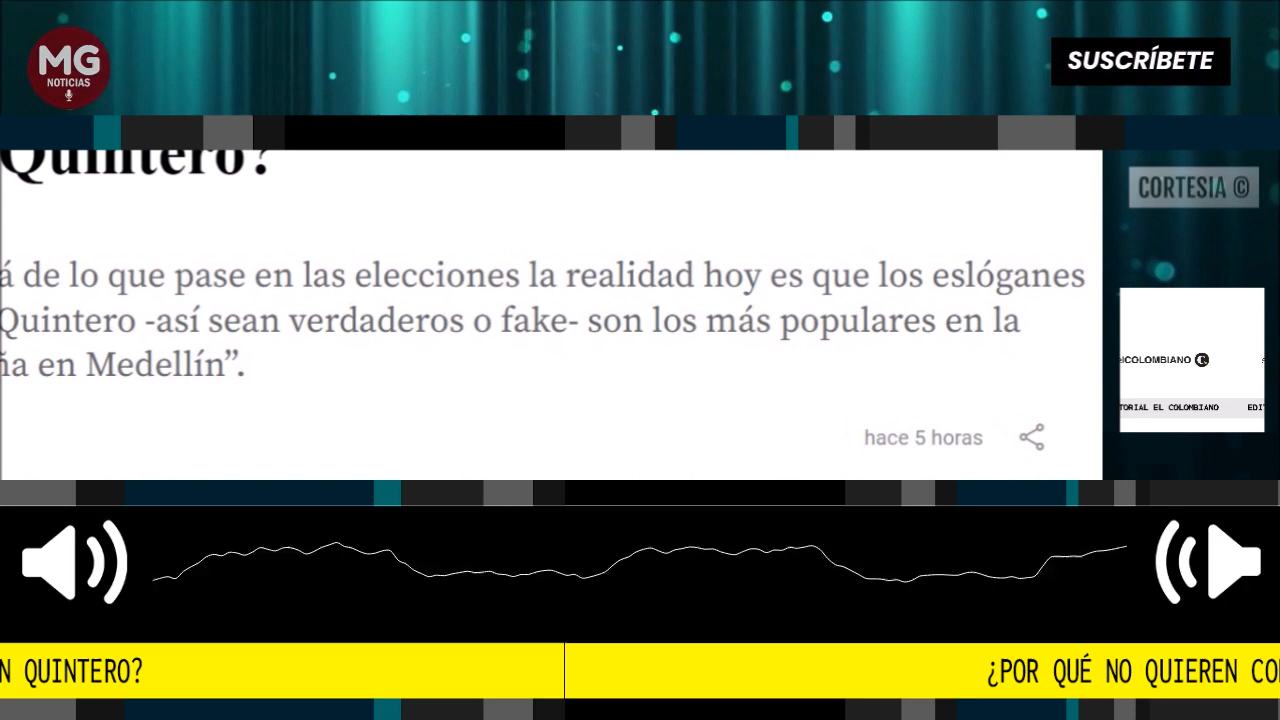 MG
NOTICIAS
SUSCRÍBETE
Quintero?
CORTESIA ©
á de lo que pase en las elecciones la realidad hoy es que los eslóganes
Quintero -así sean verdaderos o fake- son los más populares en la
ña en Medellín”.
hace 5 horas
elCOLOMBIANO
TORIAL EL COLOMBIANO EDIT
N QUINTERO?
¿POR QUÉ NO QUIEREN CO